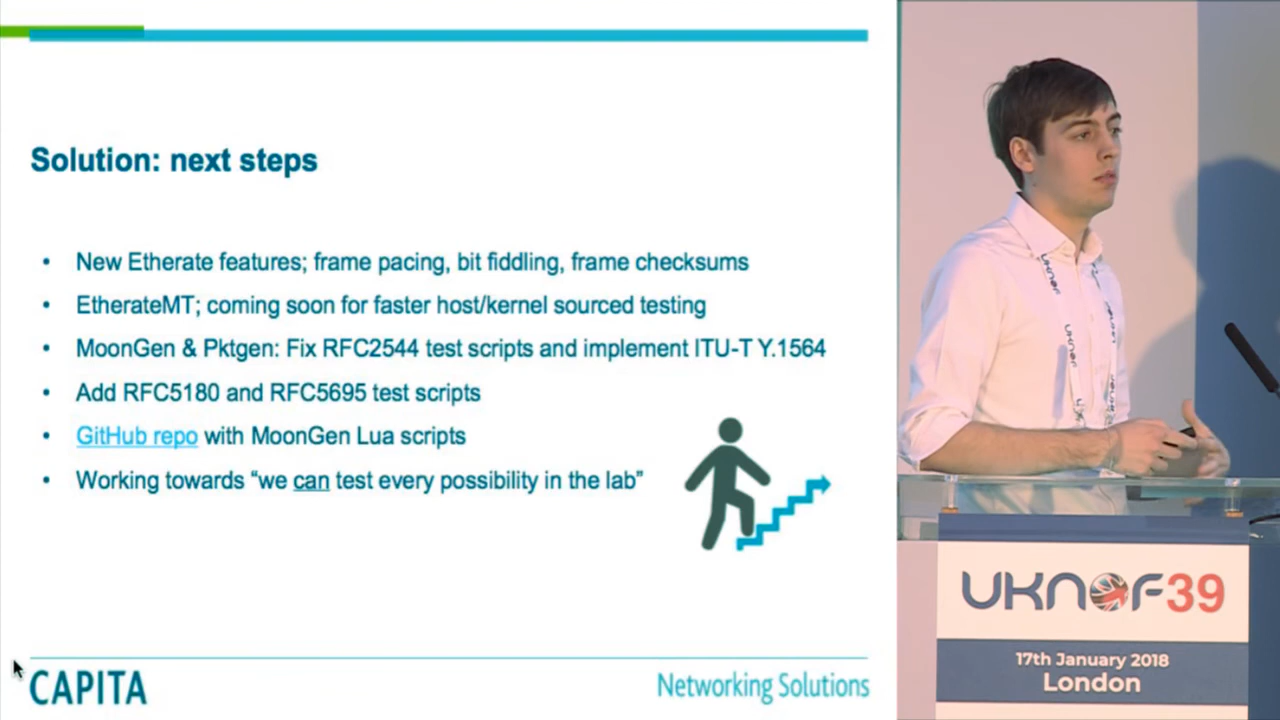 Solution: next steps
• New Etherate features; frame pacing, bit fiddling, frame checksums
• EtherateMT; coming soon for faster host/kernel sourced testing
• MoonGen & Pktgen: Fix RFC2544 test scripts and implement ITU-T Y.1564
• Add RFC5180 and RFC5695 test scripts
• GitHub repo with MoonGen Lua scripts
• Working towards “we can test every possibility in the lab”
CAPITA
Networking Solutions
UKNOF
UKNOF
UKNOF39
17th January 2018
London